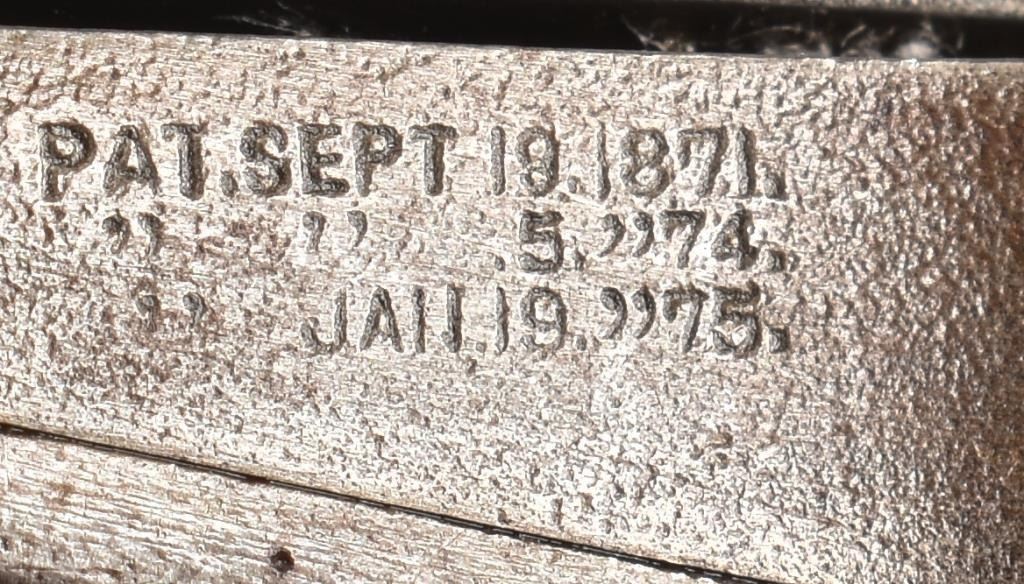 PAT. SEPT 19. 1871.
" " .5. "74.
" JAN. 19. "75.